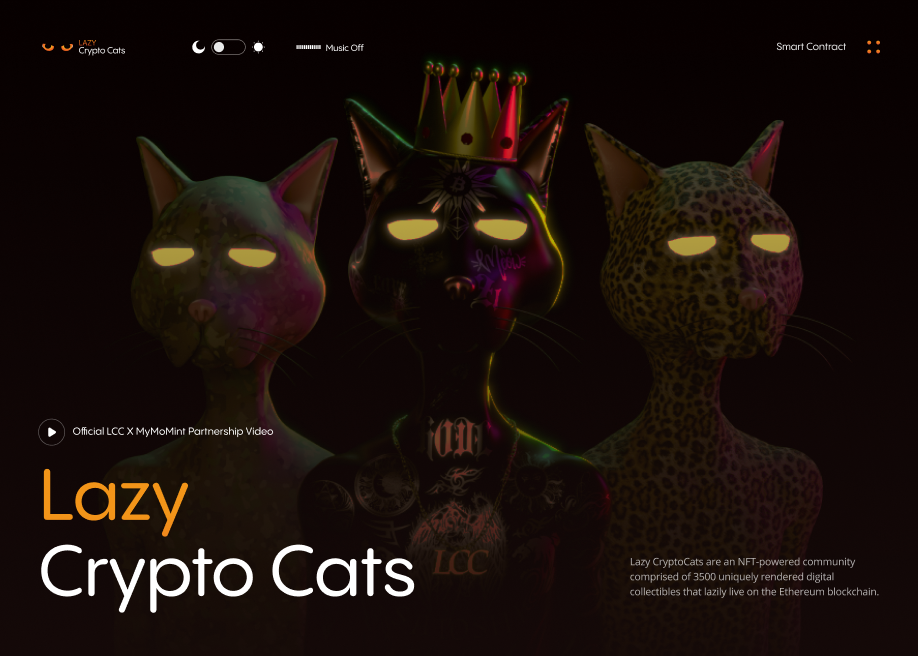 LAZY
Crypto Cats
Music Off
Smart Contract
Official LCC X MyMoMint Partnership Video
Lazy
Crypto Cats
LCC
Lazy CryptoCats are an NFT-powered community
comprised of 3500 uniquely rendered digital
collectibles that lazily live on the Ethereum blockchain.